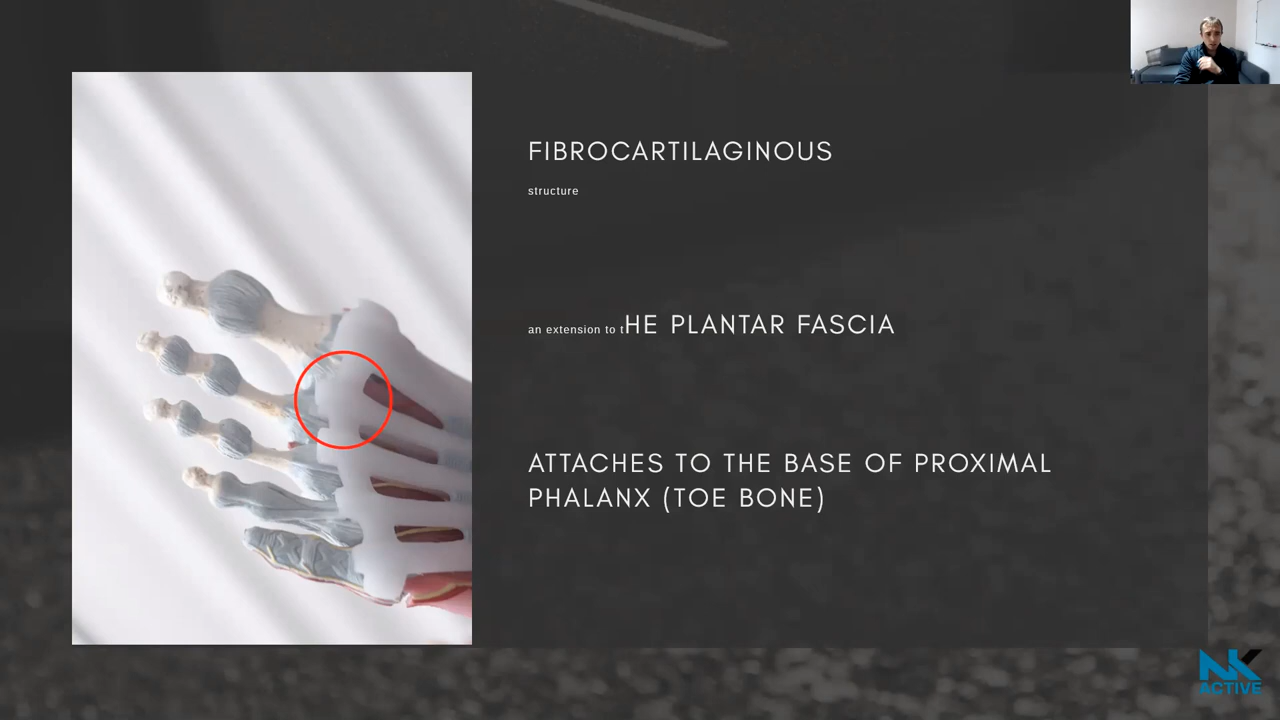 FIBROCARTILAGINOUS
structure
an extension to tHE PLANTAR FASCIA
ATTACHES TO THE BASE OF PROXIMAL
PHALANX (TOE BONE)
NK
ACTIVE